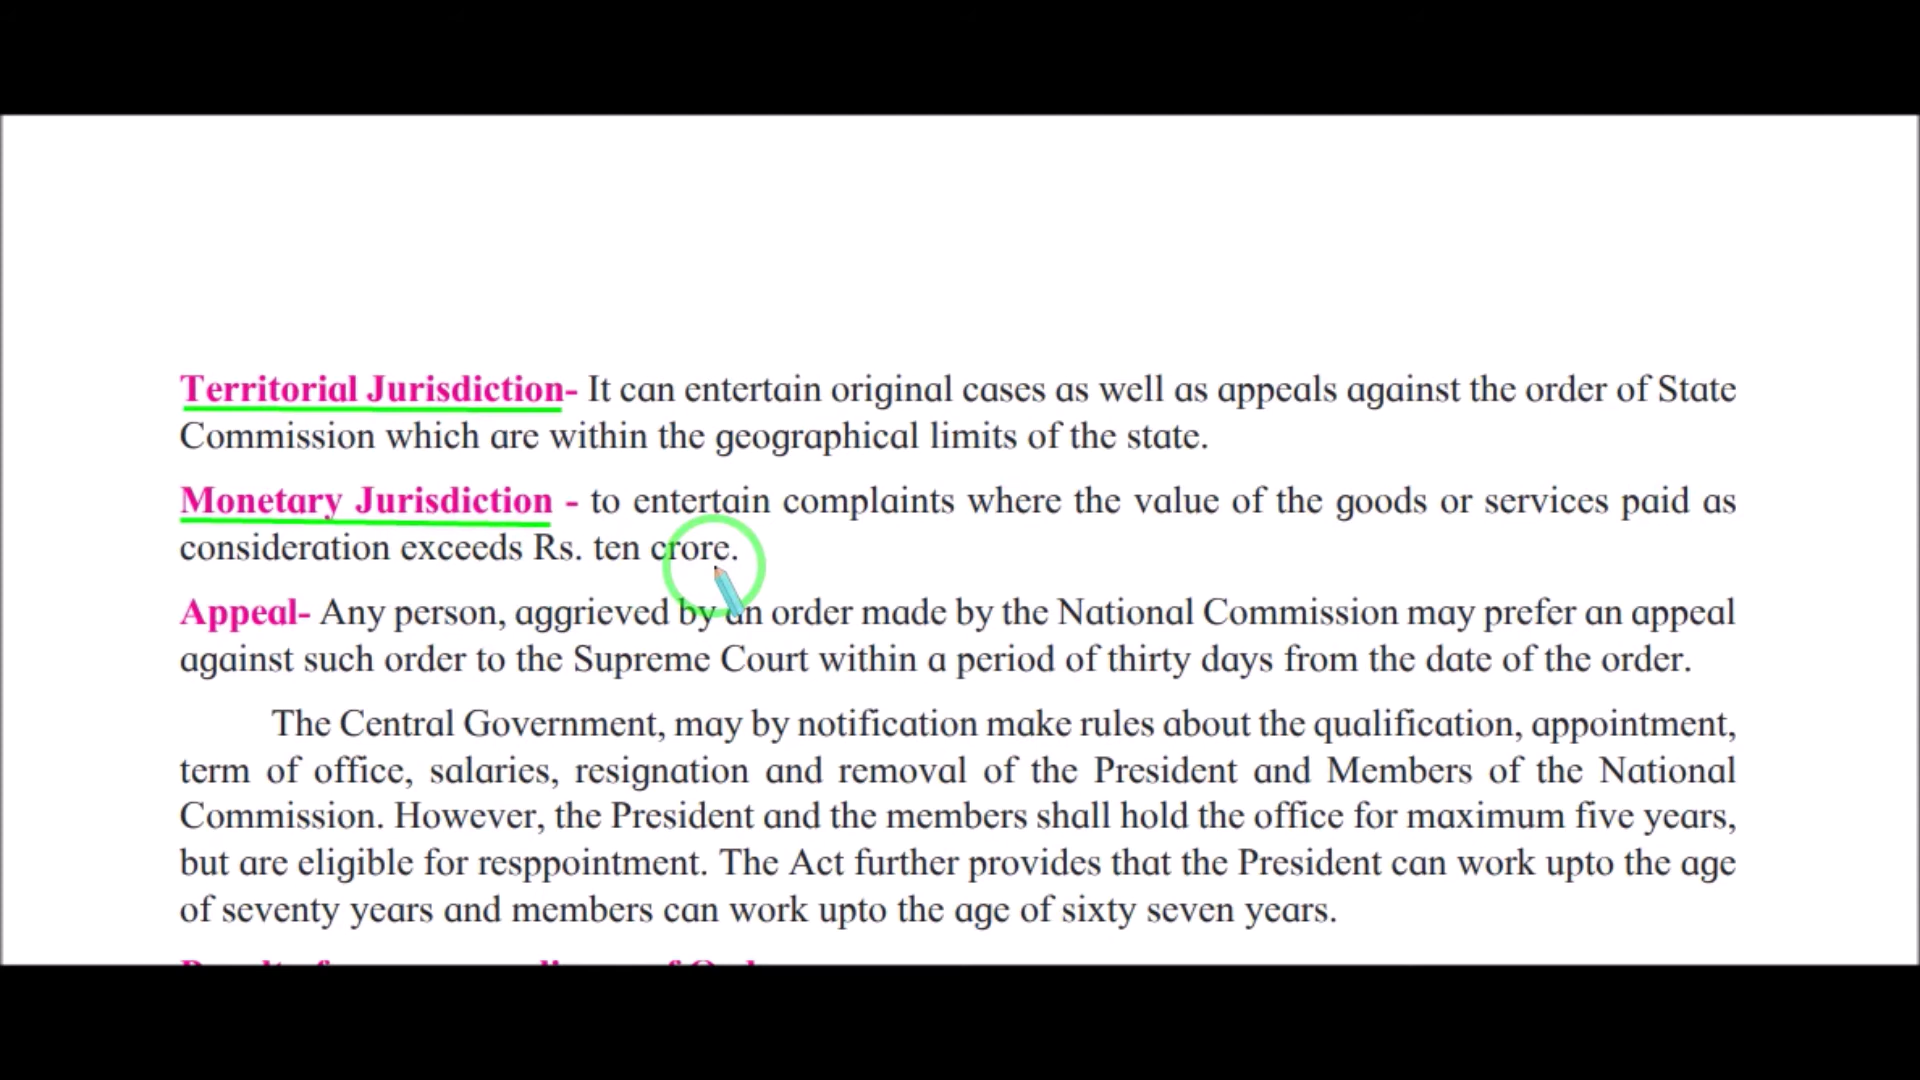 Territorial Jurisdiction- It can entertain original cases as well as appeals against the order of State
Commission which are within the geographical limits of the state.
Monetary Jurisdiction - to entertain complaints where the value of the goods or services paid as
consideration exceeds Rs. ten crore.
Appeal- Any person, aggrieved by an order made by the National Commission may prefer an appeal
against such order to the Supreme Court within a period of thirty days from the date of the order.
The Central Government, may by notification make rules about the qualification, appointment,
term of office, salaries, resignation and removal of the President and Members of the National
Commission. However, the President and the members shall hold the office for maximum five years,
but are eligible for resppointment. The Act further provides that the President can work upto the age
of seventy years and members can work upto the age of sixty seven years.